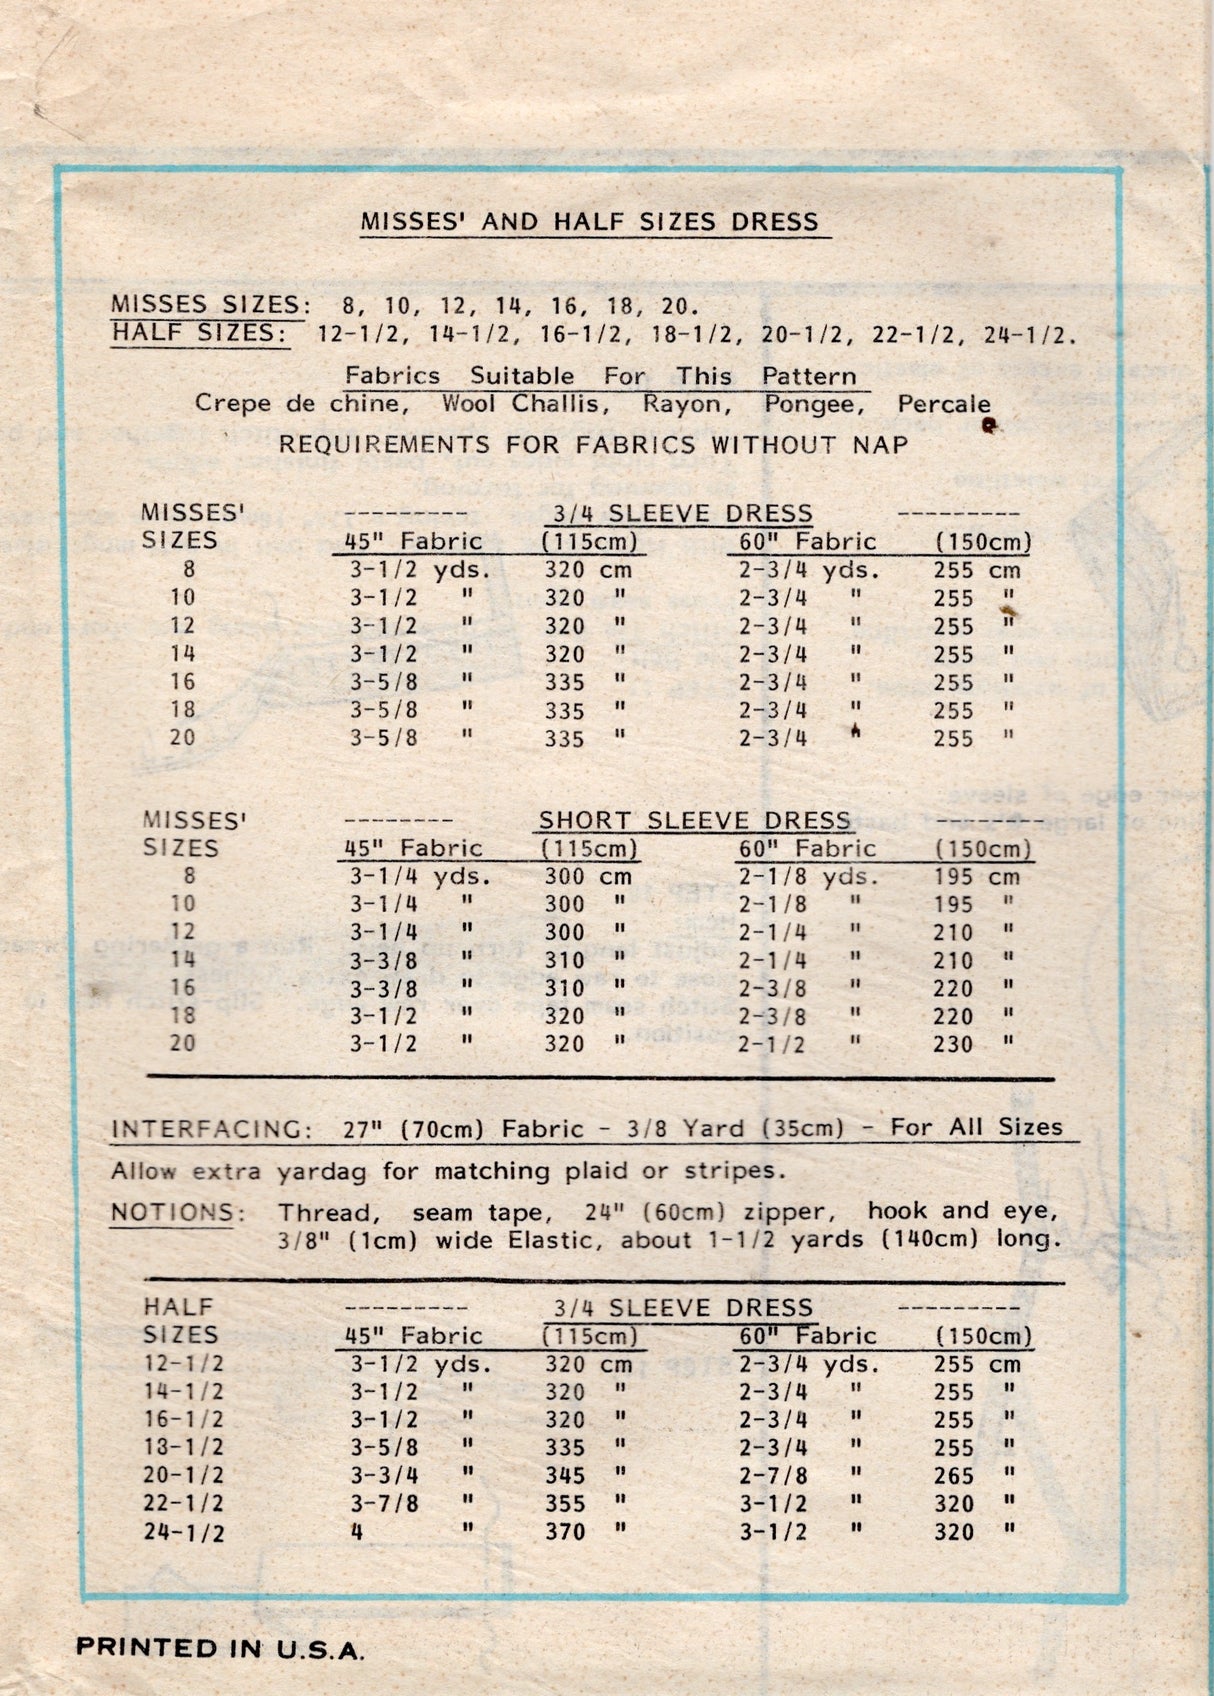 MISSES' AND HALF SIZES DRESS
MISSES SIZES: 8, 10, 12, 14, 16, 18, 20.
HALF SIZES: 12-1/2, 14-1/2, 16-1/2, 18-1/2, 20-1/2, 22-1/2, 24-1/2.
Fabrics Suitable For This Pattern
Crepe de chine, Wool Challis, Rayon, Pongee, Percale
REQUIREMENTS FOR FABRICS WITHOUT NAP
MISSES' --------- 3/4 SLEEVE DRESS ---------
SIZES 45" Fabric (115cm) 60" Fabric (150cm)
8 3-1/2 yds. 320 cm 2-3/4 yds. 255 cm
10 3-1/2 " 320 " 2-3/4 " 255 "
12 3-1/2 " 320 " 2-3/4 " 255 "
14 3-1/2 " 320 " 2-3/4 " 255 "
16 3-5/8 " 335 " 2-3/4 " 255 "
18 3-5/8 " 335 " 2-3/4 " 255 "
20 3-5/8 " 335 " 2-3/4 " 255 "
MISSES' -------- SHORT SLEEVE DRESS --------
SIZES 45" Fabric (115cm) 60" Fabric (150cm)
8 3-1/4 yds. 300 cm 2-1/8 yds. 195 cm
10 3-1/4 " 300 " 2-1/8 " 195 "
12 3-1/4 " 300 " 2-1/4 " 210 "
14 3-3/8 " 310 " 2-1/4 " 210 "
16 3-3/8 " 310 " 2-3/8 " 220 "
18 3-1/2 " 320 " 2-3/8 " 220 "
20 3-1/2 " 320 " 2-1/2 " 230 "
INTERFACING: 27" (70cm) Fabric - 3/8 Yard (35cm) - For All Sizes
Allow extra yardag for matching plaid or stripes.
NOTIONS: Thread, seam tape, 24" (60cm) zipper, hook and eye,
3/8" (1cm) wide Elastic, about 1-1/2 yards (140cm) long.
HALF --------- 3/4 SLEEVE DRESS ---------
SIZES 45" Fabric (115cm) 60" Fabric (150cm)
12-1/2 3-1/2 yds. 320 cm 2-3/4 yds. 255 cm
14-1/2 3-1/2 " 320 " 2-3/4 " 255 "
16-1/2 3-1/2 " 320 " 2-3/4 " 255 "
18-1/2 3-5/8 " 335 " 2-3/4 " 255 "
20-1/2 3-3/4 " 345 " 2-7/8 " 265 "
22-1/2 3-7/8 " 355 " 3-1/2 " 320 "
24-1/2 4 " 370 " 3-1/2 " 320 "
PRINTED IN U.S.A.